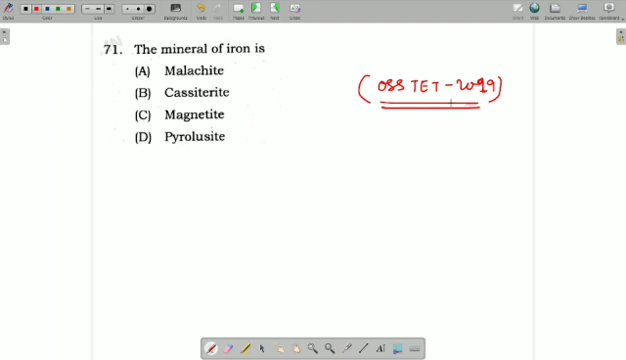 71. The mineral of iron is
(A) Malachite
(B) Cassiterite
(C) Magnetite
(D) Pyrolusite
(OSSTET-2019)